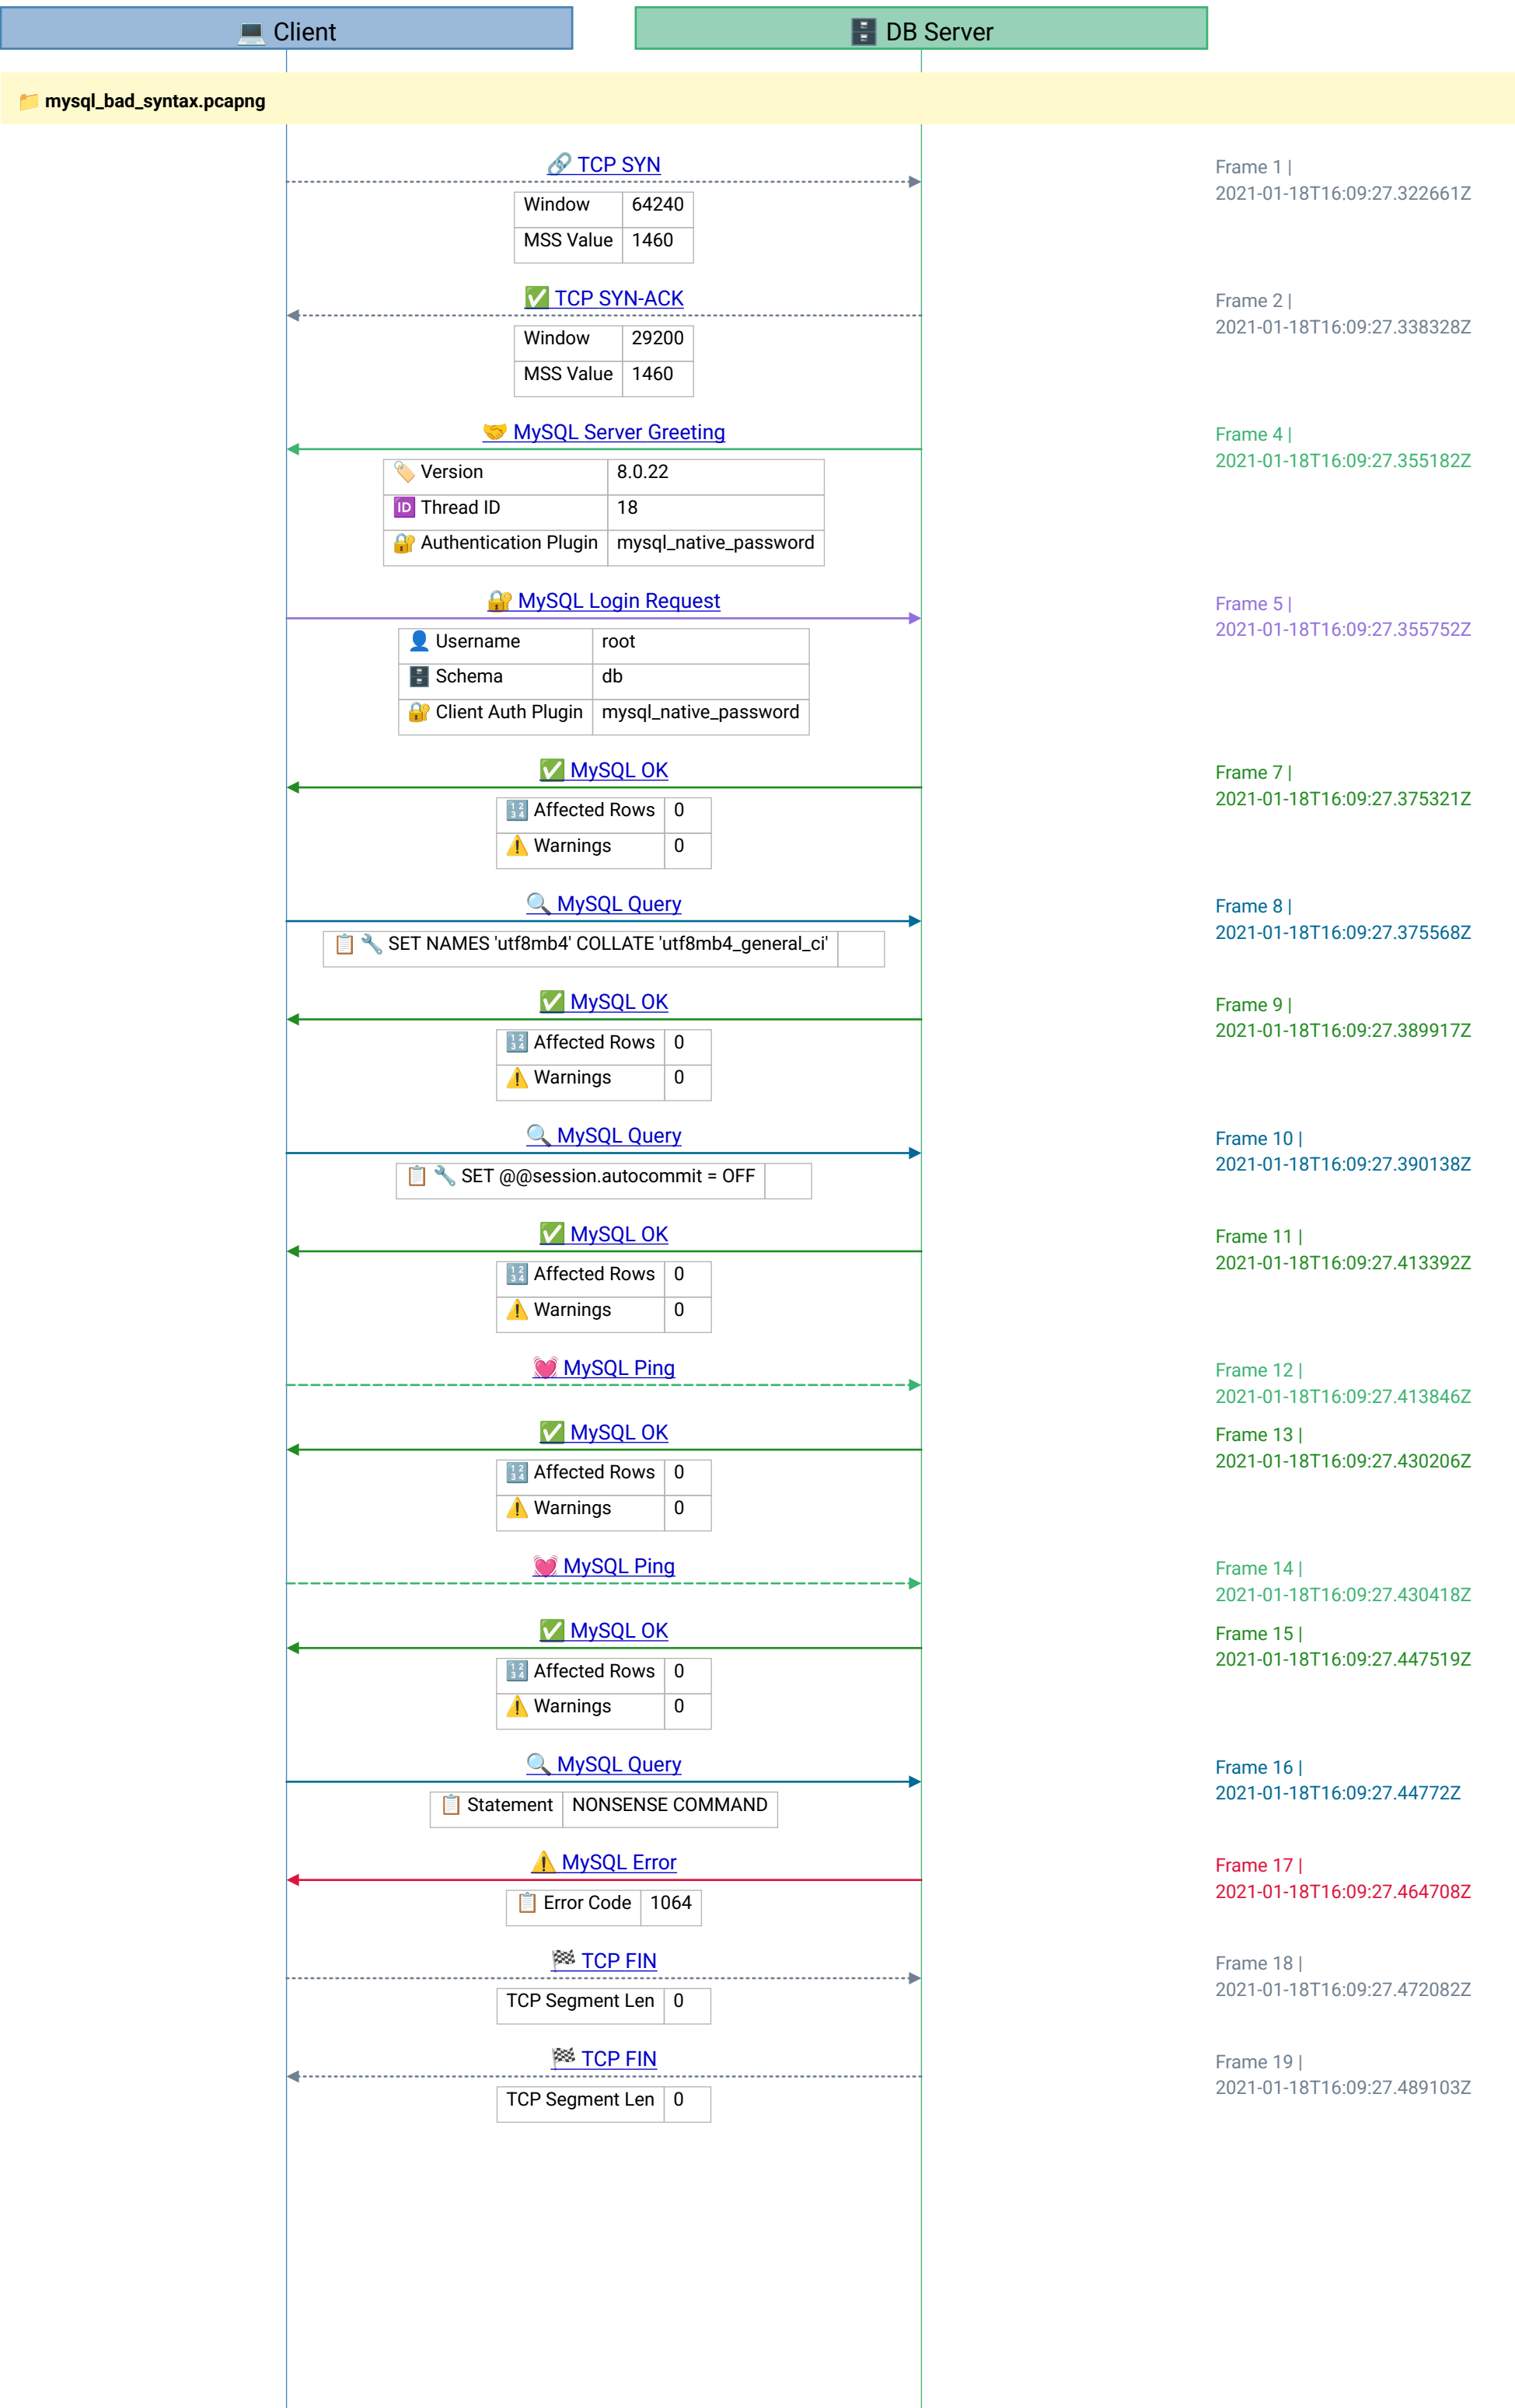 Client
DB Server
mysql_bad_syntax.pcapng
TCP SYN
Frame 1 |
2021-01-18T16:09:27.322661Z
Window 64240
MSS Value 1460
TCP SYN-ACK
Frame 2 |
2021-01-18T16:09:27.338328Z
Window 29200
MSS Value 1460
MySQL Server Greeting
Frame 4 |
2021-01-18T16:09:27.355182Z
Version 8.0.22
Thread ID 18
Authentication Plugin mysql_native_password
MySQL Login Request
Frame 5 |
2021-01-18T16:09:27.355752Z
Username root
Schema db
Client Auth Plugin mysql_native_password
MySQL OK
Frame 7 |
2021-01-18T16:09:27.375321Z
Affected Rows 0
Warnings 0
MySQL Query
Frame 8 |
2021-01-18T16:09:27.375568Z
SET NAMES 'utf8mb4' COLLATE 'utf8mb4_general_ci'
MySQL OK
Frame 9 |
2021-01-18T16:09:27.389917Z
Affected Rows 0
Warnings 0
MySQL Query
Frame 10 |
2021-01-18T16:09:27.390138Z
SET @@session.autocommit = OFF
MySQL OK
Frame 11 |
2021-01-18T16:09:27.413392Z
Affected Rows 0
Warnings 0
MySQL Ping
Frame 12 |
2021-01-18T16:09:27.413846Z
MySQL OK
Frame 13 |
2021-01-18T16:09:27.430206Z
Affected Rows 0
Warnings 0
MySQL Ping
Frame 14 |
2021-01-18T16:09:27.430418Z
MySQL OK
Frame 15 |
2021-01-18T16:09:27.447519Z
Affected Rows 0
Warnings 0
MySQL Query
Frame 16 |
2021-01-18T16:09:27.44772Z
Statement NONSENSE COMMAND
MySQL Error
Frame 17 |
2021-01-18T16:09:27.464708Z
Error Code 1064
TCP FIN
Frame 18 |
2021-01-18T16:09:27.472082Z
TCP Segment Len 0
TCP FIN
Frame 19 |
2021-01-18T16:09:27.489103Z
TCP Segment Len 0